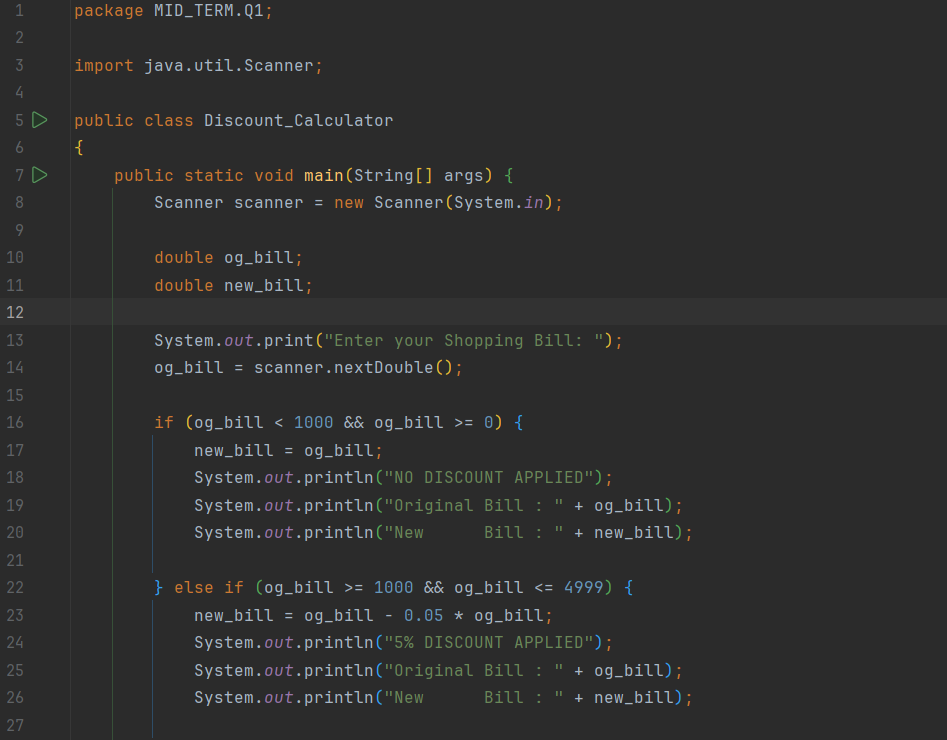 1 package MID_TERM.Q1;
2
3 import java.util.Scanner;
4
5 public class Discount_Calculator
6 {
7     public static void main(String[] args) {
8         Scanner scanner = new Scanner(System.in);
9
10         double og_bill;
11         double new_bill;
12
13         System.out.print("Enter your Shopping Bill: ");
14         og_bill = scanner.nextDouble();
15
16         if (og_bill < 1000 && og_bill >= 0) {
17             new_bill = og_bill;
18             System.out.println("NO DISCOUNT APPLIED");
19             System.out.println("Original Bill : " + og_bill);
20             System.out.println("New      Bill : " + new_bill);
21
22         } else if (og_bill >= 1000 && og_bill <= 4999) {
23             new_bill = og_bill - 0.05 * og_bill;
24             System.out.println("5% DISCOUNT APPLIED");
25             System.out.println("Original Bill : " + og_bill);
26             System.out.println("New      Bill : " + new_bill);
27